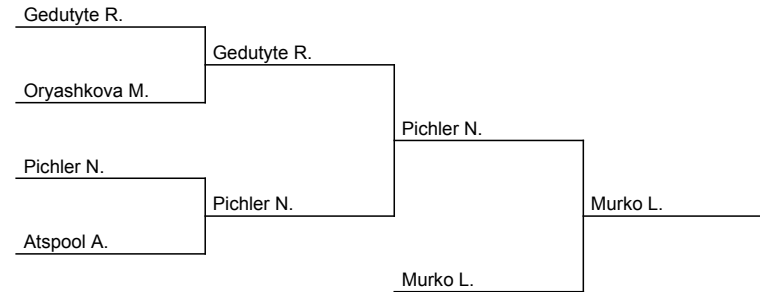 Gedutyte R.
Gedutyte R.
Oryashkova M.
Pichler N.
Pichler N.
Pichler N.
Murko L.
Atspool A.
Murko L.